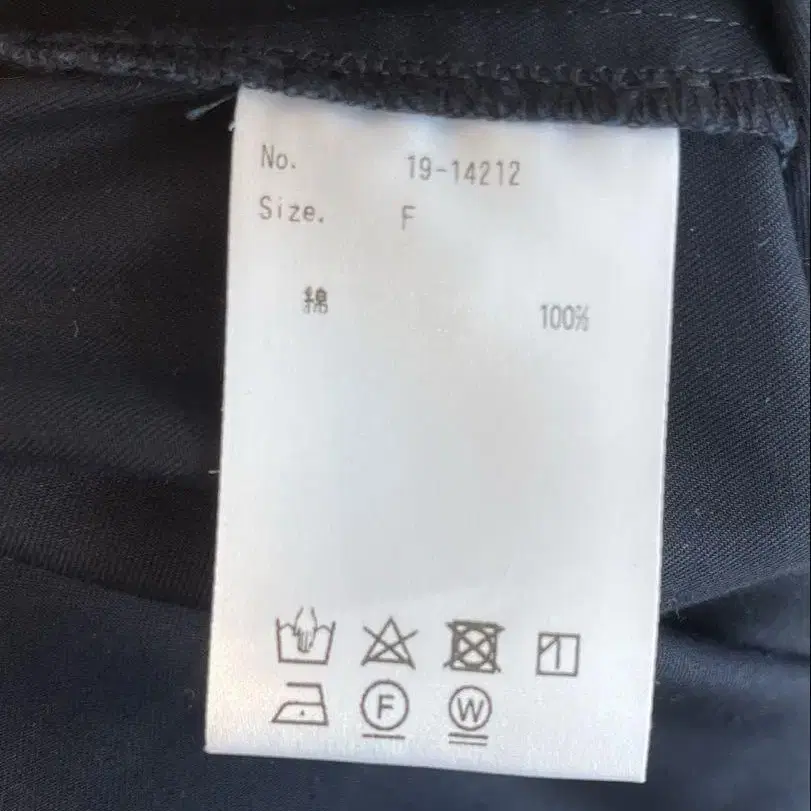 No. 19-14212
Size. F
綿 100%
F W